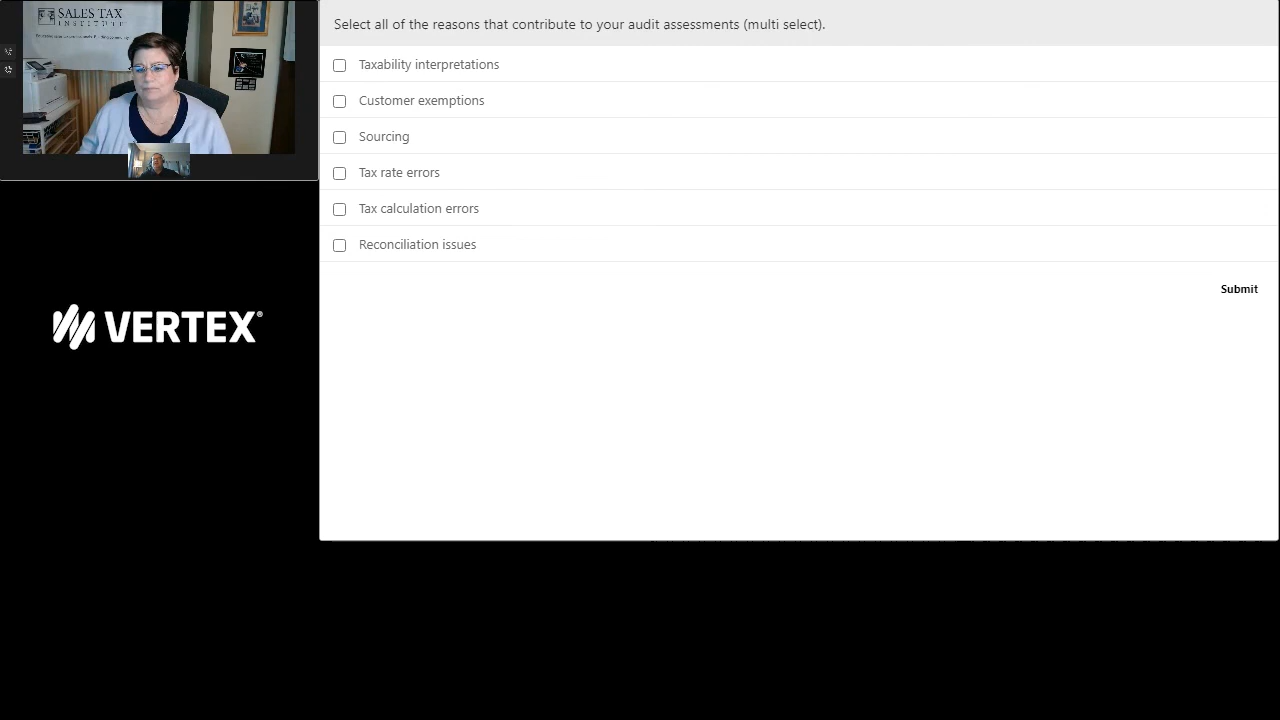 SALES TAX
INSTITUTE
Select all of the reasons that contribute to your audit assessments (multi select).
Taxability interpretations
Customer exemptions
Sourcing
Tax rate errors
Tax calculation errors
Reconciliation issues
Submit
VERTEX®